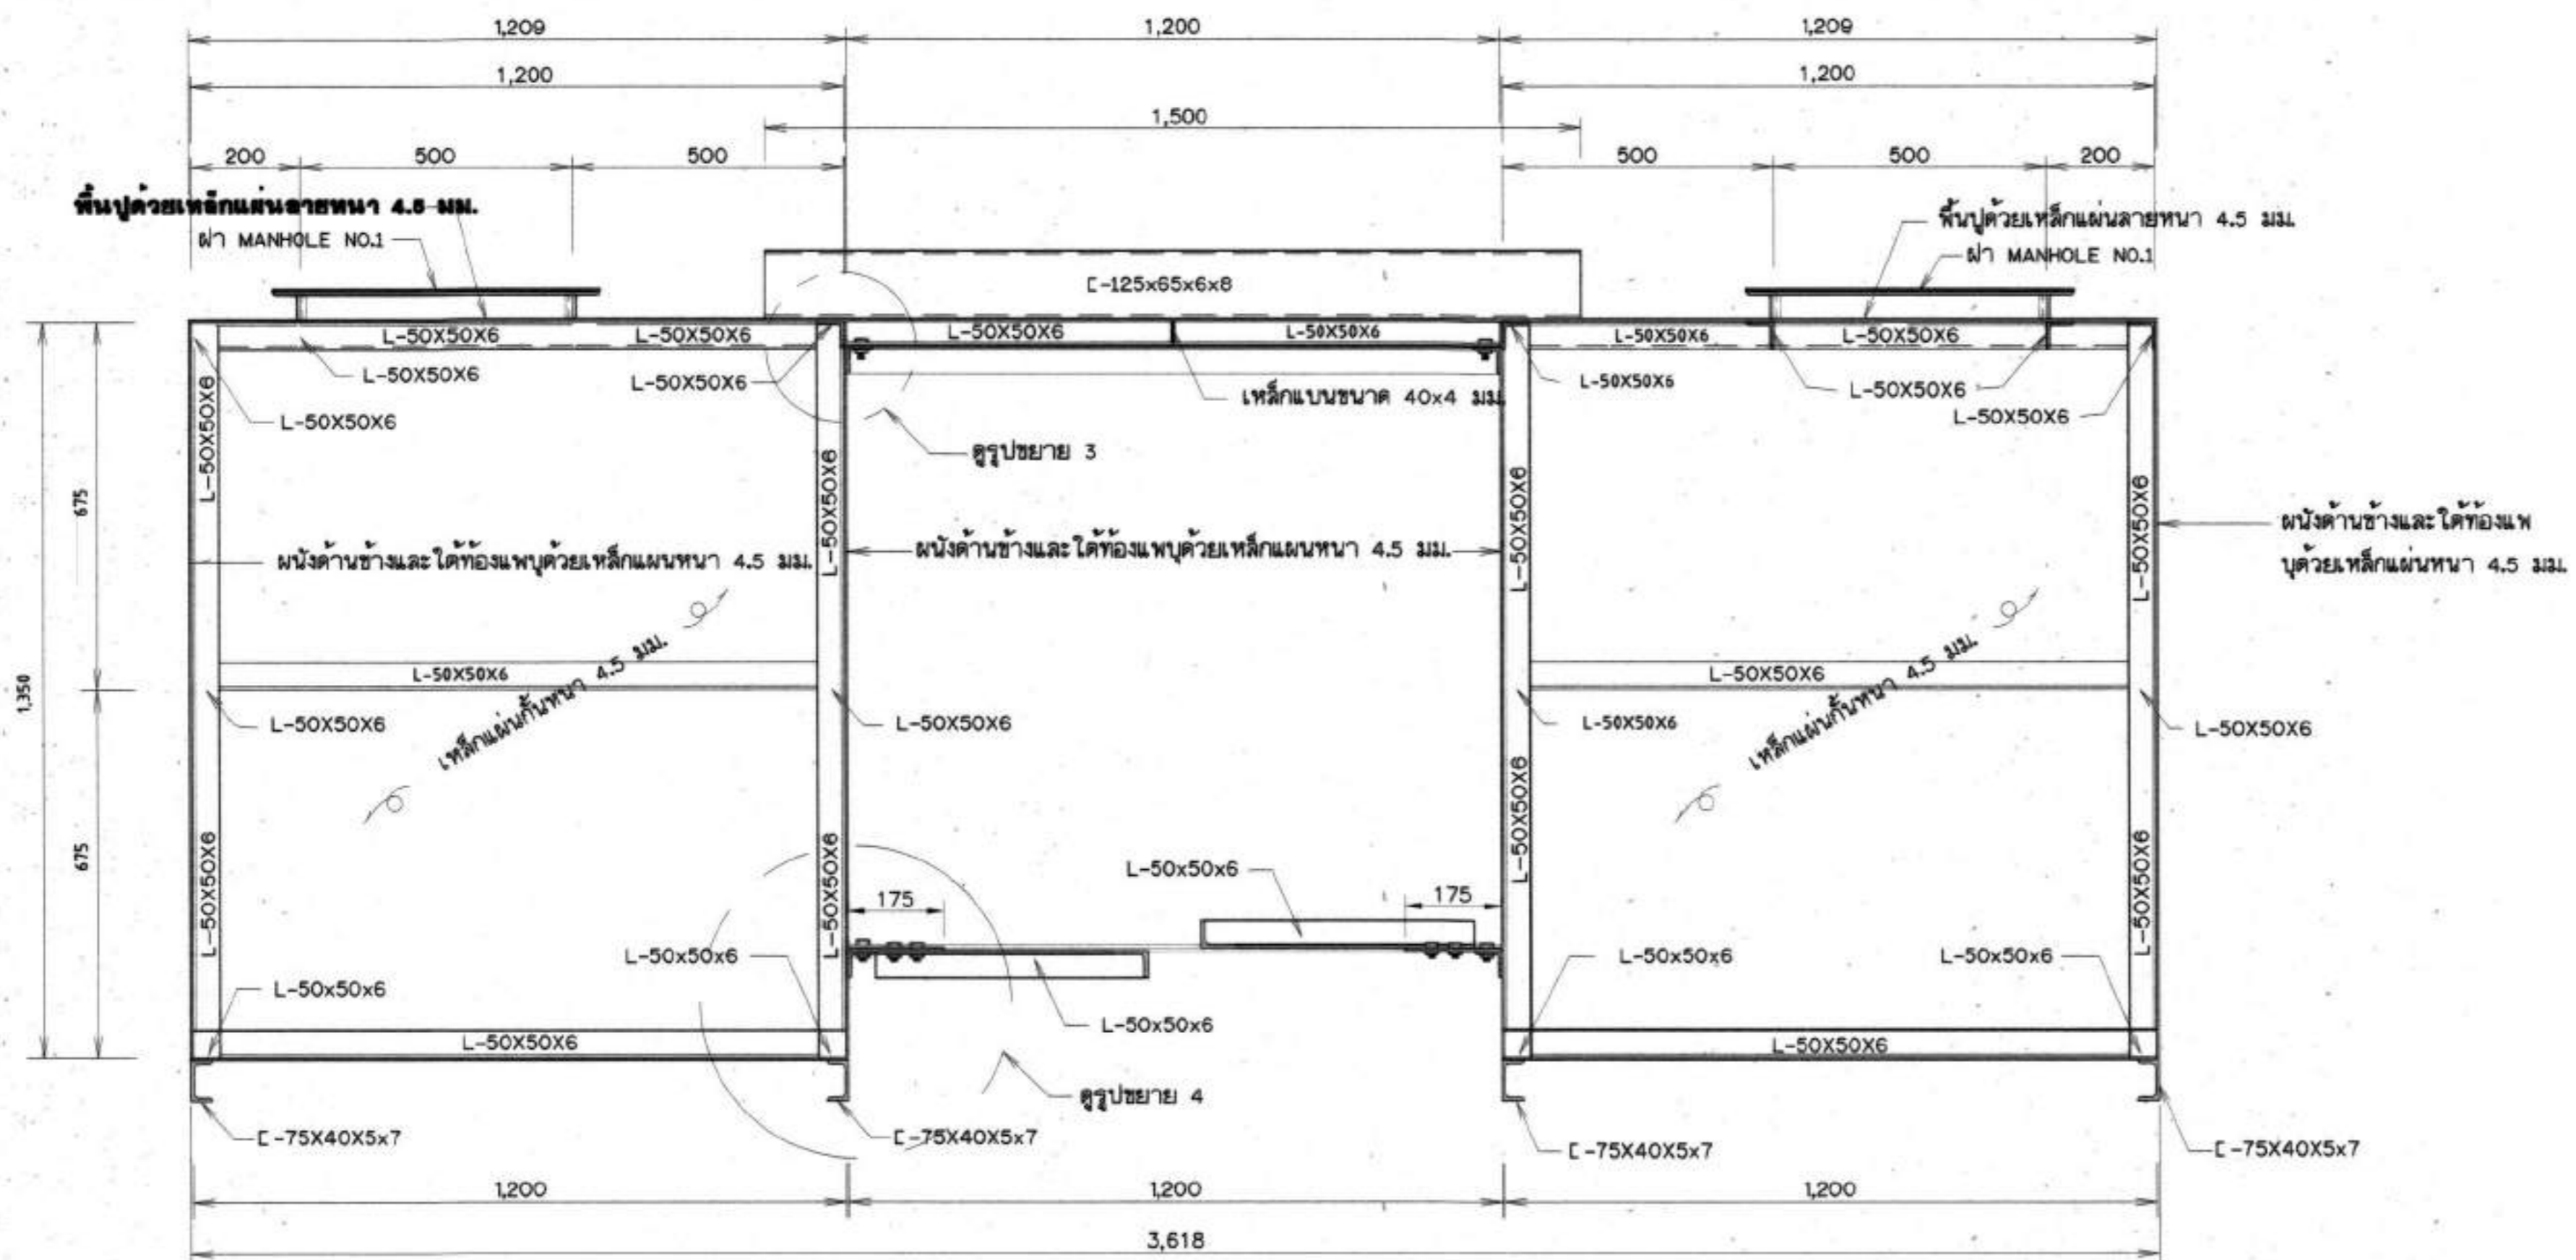 1,209
1,200
1,209
1,200
1,200
1,500
200
500
500
500
500
200
พื้นปูด้วยเหล็กแผ่นลายหนา 4.5 มม.
ฝา MANHOLE NO.1
พื้นปูด้วยเหล็กแผ่นลายหนา 4.5 มม.
ฝา MANHOLE NO.1
[-125x65x6x8
L-50X50X6
L-50X50X6
L-50X50X6
L-50X50X6
L-50X50X6
L-50X50X6
L-50X50X6
L-50X50X6
L-50X50X6
L-50X50X6
L-50X50X6
เหล็กแบนขนาด 40x4 มม.
L-50X50X6
L-50X50X6
ดูรูปขยาย 3
L-50X50X6
L-50X50X6
L-50X50X6
L-50X50X6
675
1,350
675
ผนังด้านข้างและใต้ท้องแพบุด้วยเหล็กแผ่นหนา 4.5 มม.
ผนังด้านข้างและใต้ท้องแพบุด้วยเหล็กแผ่นหนา 4.5 มม.
ผนังด้านข้างและใต้ท้องแพ
บุด้วยเหล็กแผ่นหนา 4.5 มม.
L-50X50X6
L-50X50X6
เหล็กแผ่นกั้นหนา 4.5 มม.
เหล็กแผ่นกั้นหนา 4.5 มม.
L-50X50X6
L-50X50X6
L-50X50X6
L-50X50X6
L-50X50X6
L-50X50X6
L-50X50X6
L-50X50X6
L-50x50x6
175
175
L-50x50x6
L-50x50x6
L-50x50x6
L-50x50x6
L-50x50x6
L-50X50X6
L-50X50X6
ดูรูปขยาย 4
[-75X40X5x7
[-75X40X5x7
[-75X40X5x7
[-75X40X5x7
1,200
1,200
1,200
3,618